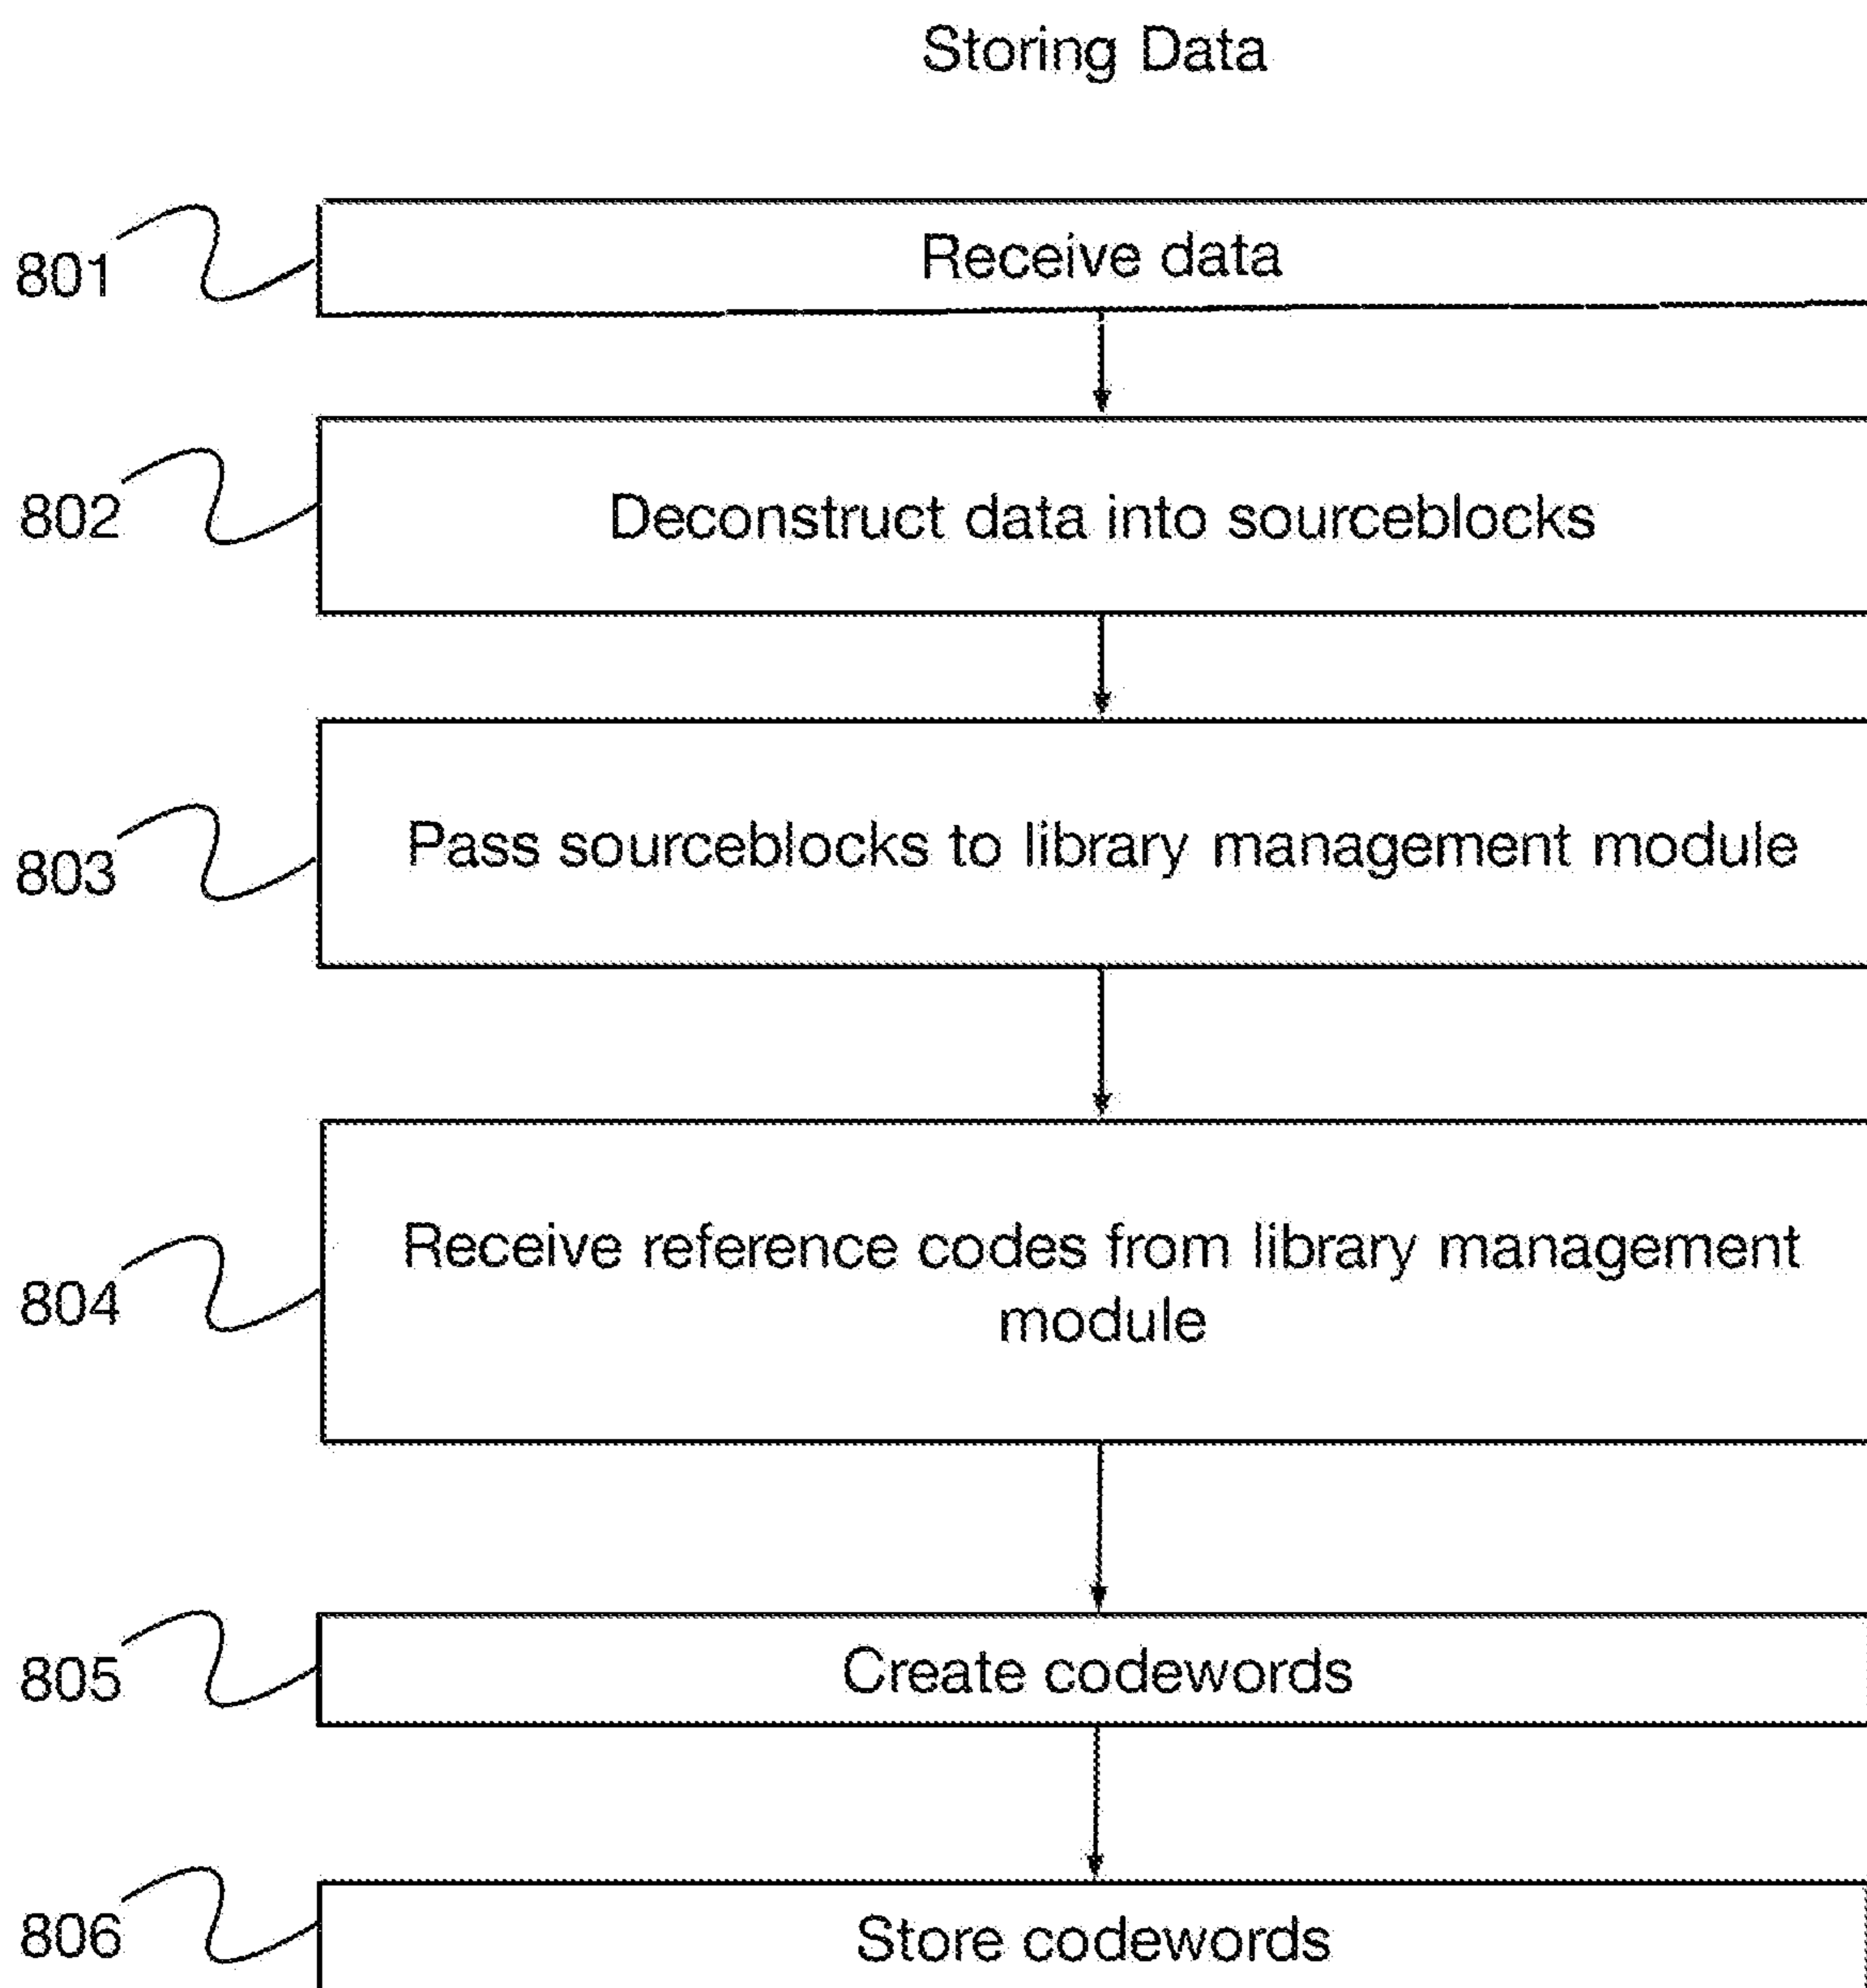 Storing Data
801
Receive data
802
Deconstruct data into sourceblocks
803
Pass sourceblocks to library management module
804
Receive reference codes from library management
module
805
Create codewords
806
Store codewords